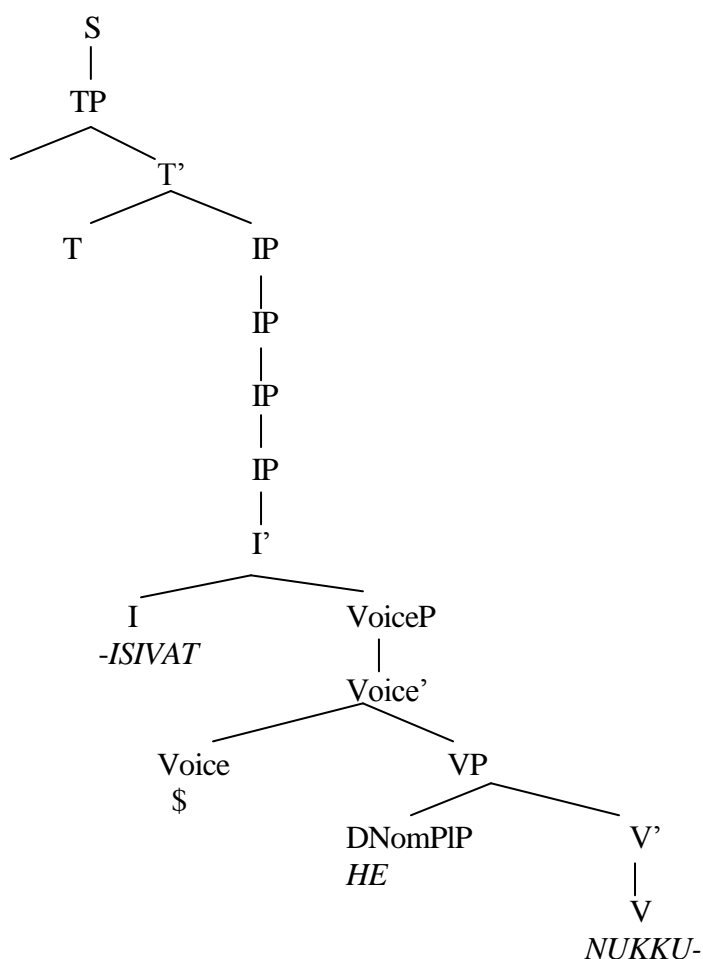 S
TP
T’
T IP
IP
IP
IP
I’
I VoiceP
-ISIVAT
Voice’
Voice VP
$
DNomPlP V’
HE
V
NUKKU-